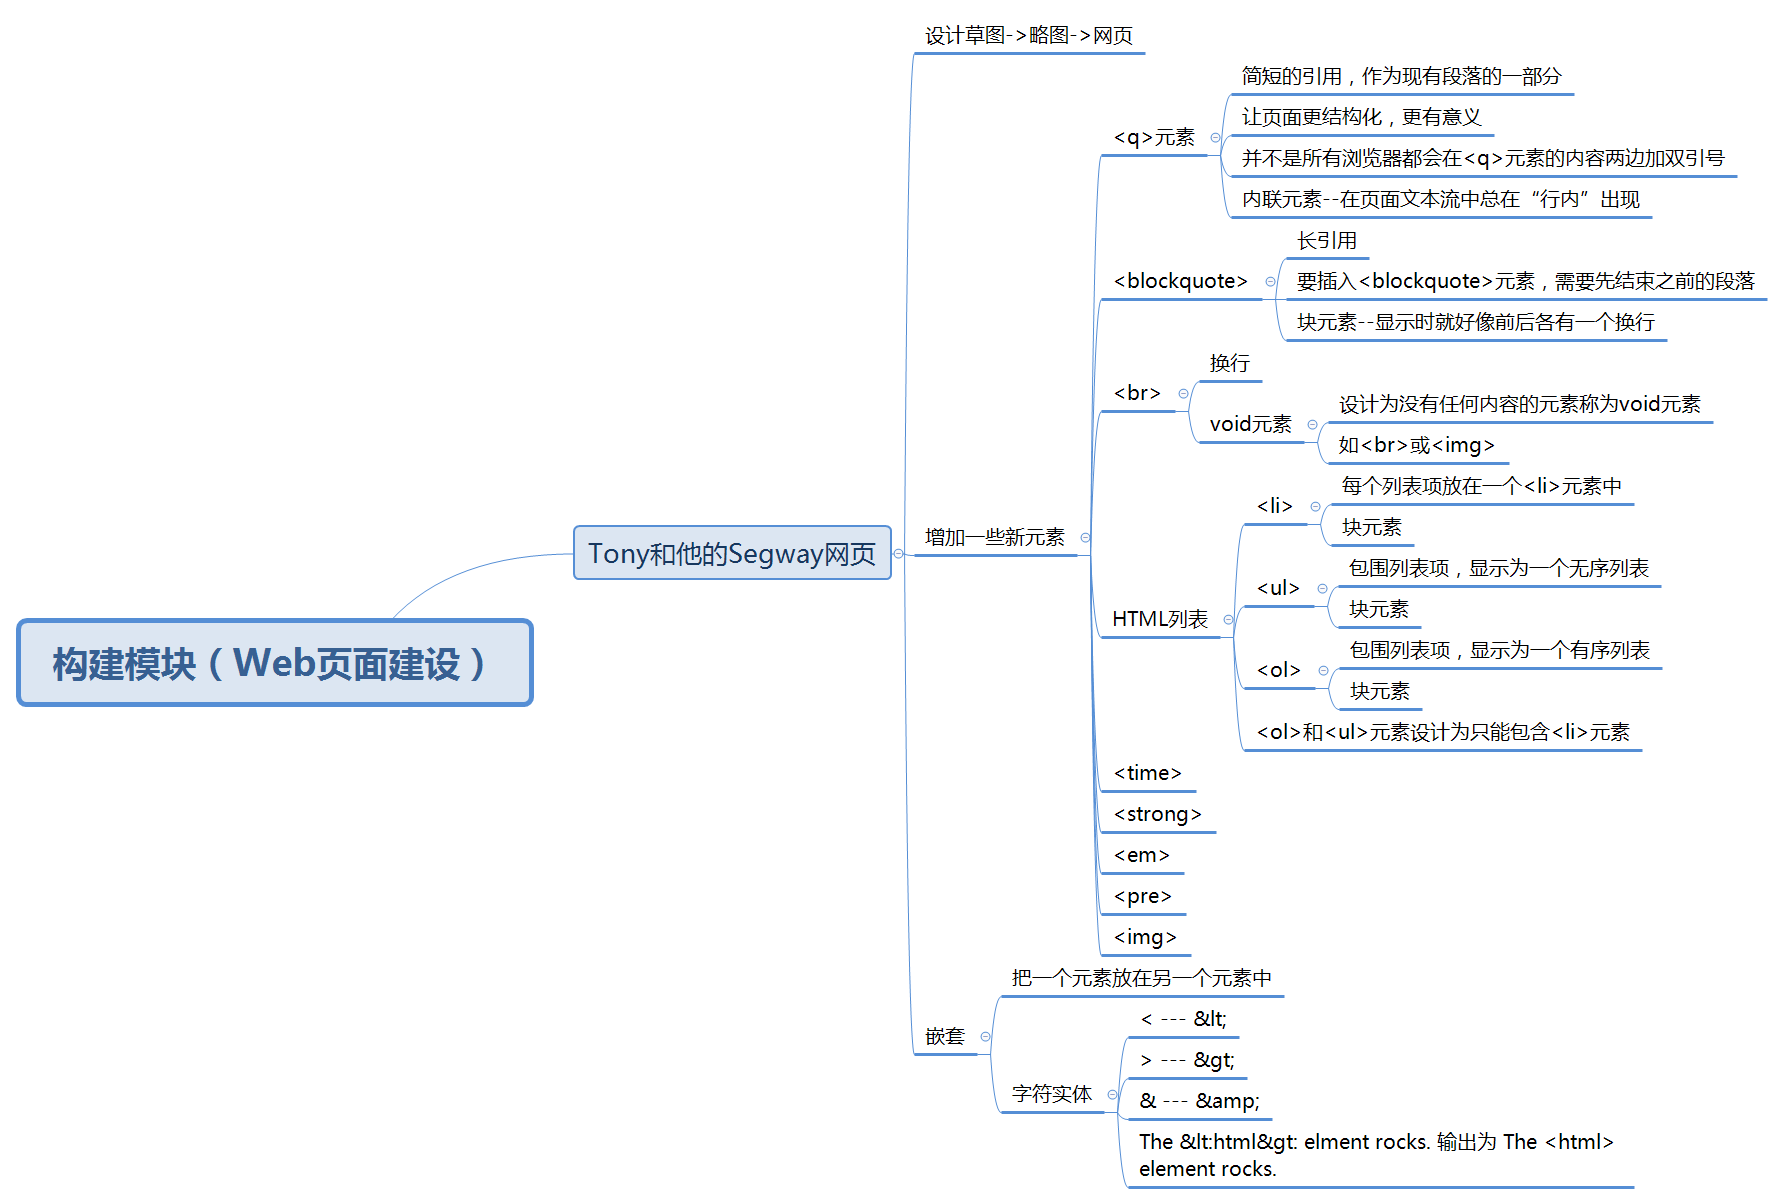 设计草图->略图->网页
简短的引用，作为现有段落的一部分
让页面更结构化，更有意义
<q>元素
并不是所有浏览器都会在<q>元素的内容两边加双引号
内联元素--在页面文本流中总在“行内”出现
长引用
<blockquote>
要插入<blockquote>元素，需要先结束之前的段落
块元素--显示时就好像前后各有一个换行
换行
<br>
void元素
设计为没有任何内容的元素称为void元素
如<br>或<img>
每个列表项放在一个<li>元素中
<li>
块元素
增加一些新元素
Tony和他的Segway网页
包围列表项，显示为一个无序列表
<ul>
块元素
HTML列表
包围列表项，显示为一个有序列表
<ol>
块元素
构建模块（Web页面建设）
<ol>和<ul>元素设计为只能包含<li>元素
<time>
<strong>
<em>
<pre>
<img>
把一个元素放在另一个元素中
嵌套
< --- &lt;
> --- &gt;
字符实体
& --- &amp;
The &lt:html&gt: elment rocks. 输出为 The <html>
element rocks.